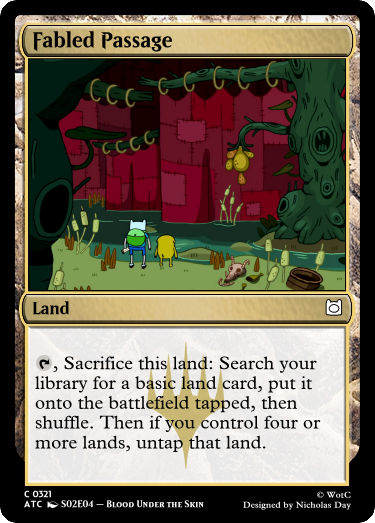 Fabled Passage
Land
, Sacrifice this land: Search your
library for a basic land card, put it
onto the battlefield tapped, then
shuffle. Then if you control four or
more lands, untap that land.
C 0321
© WotC
ATC S02E04 – Blood Under the Skin
Designed by Nicholas Day